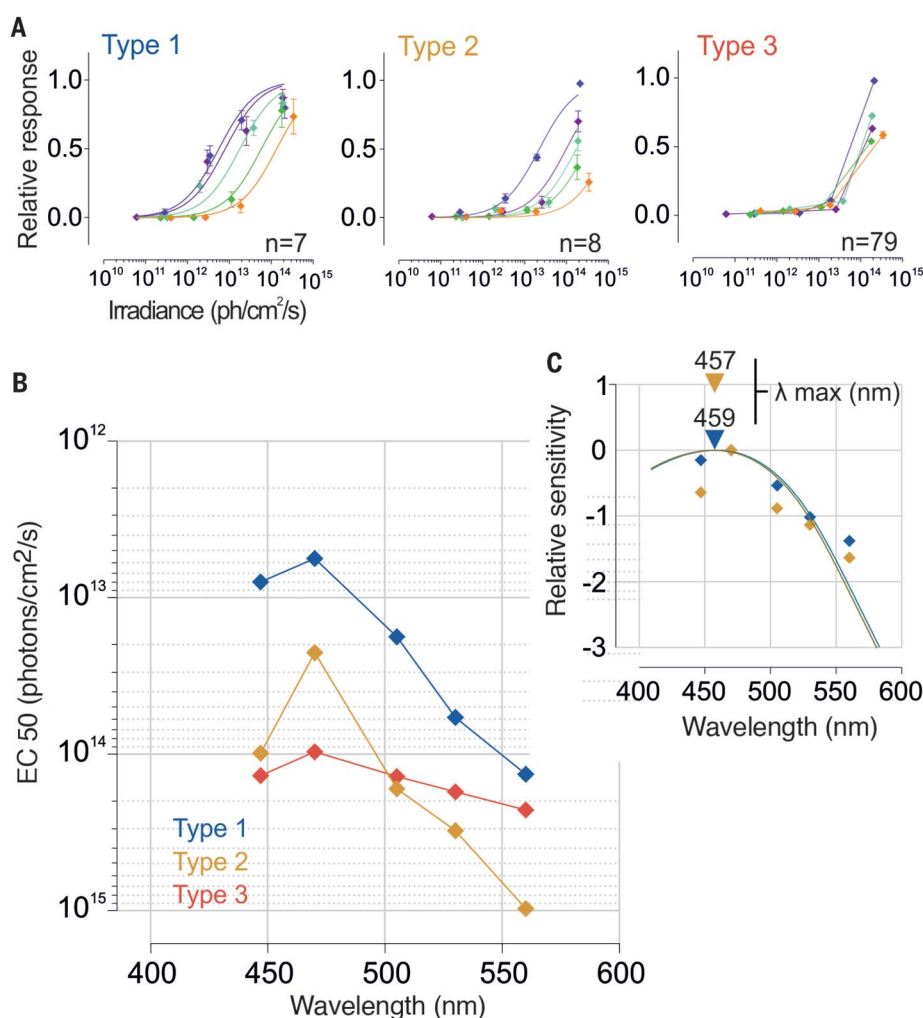 A
Type 1
Type 2
Type 3
Relative response
1.0
0.5
0.0
n=7
10¹⁰ 10¹¹ 10¹² 10¹³ 10¹⁴ 10¹⁵
Irradiance (ph/cm²/s)
1.0
0.5
0.0
n=8
10¹⁰ 10¹¹ 10¹² 10¹³ 10¹⁴ 10¹⁵
1.0
0.5
0.0
n=79
10¹⁰ 10¹¹ 10¹² 10¹³ 10¹⁴ 10¹⁵
B
EC 50 (photons/cm²/s)
10¹²
10¹³
10¹⁴
10¹⁵
Type 1
Type 2
Type 3
400 450 500 550 600
Wavelength (nm)
C
457
459
λ max (nm)
Relative sensitivity
1
0
-1
-2
-3
400 450 500 550 600
Wavelength (nm)